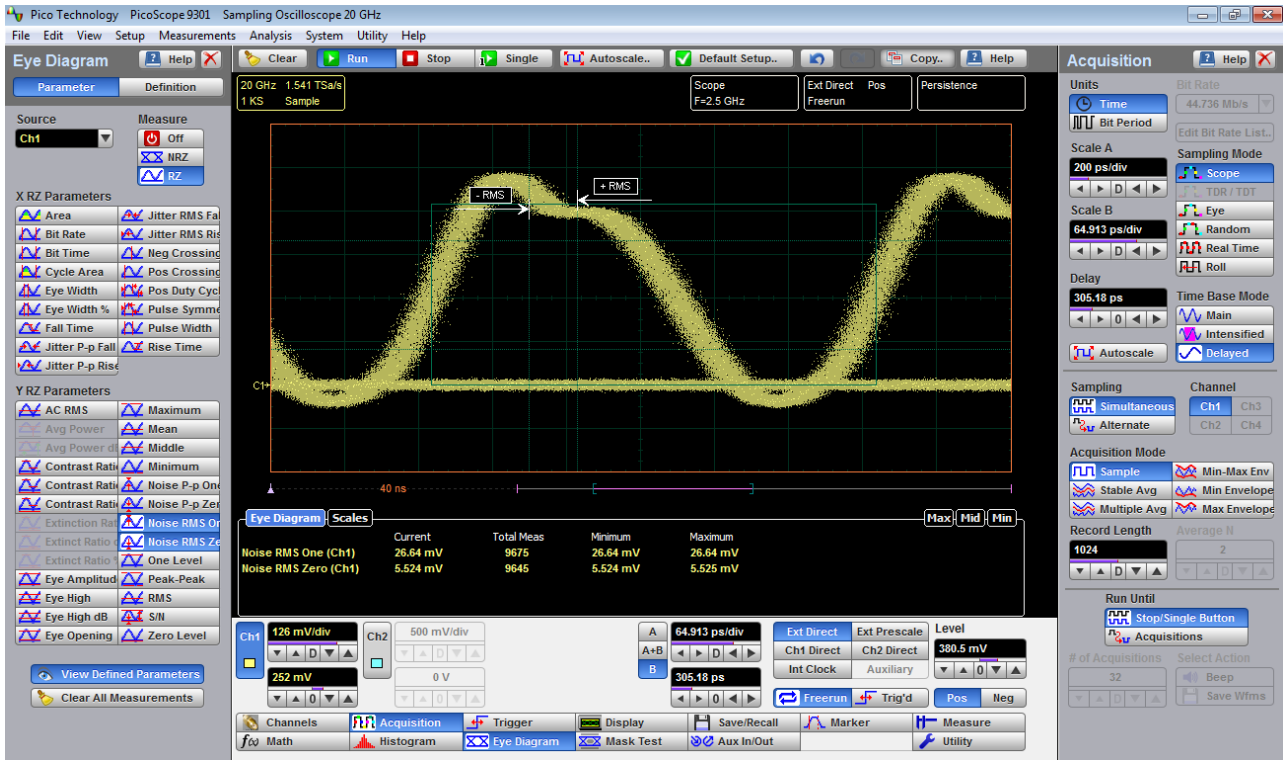 Pico Technology PicoScope 9301 Sampling Oscilloscope 20 GHz
File Edit View Setup Measurements Analysis System Utility Help
Eye Diagram Help
Parameter Definition
Source Measure
Ch1 Off
NRZ
RZ
X RZ Parameters
Area Jitter RMS Fal
Bit Rate Jitter RMS Ris
Bit Time Neg Crossing
Cycle Area Pos Crossing
Eye Width Pos Duty Cycl
Eye Width % Pulse Symme
Fall Time Pulse Width
Jitter P-p Fall Rise Time
Jitter P-p Rise
Y RZ Parameters
AC RMS Maximum
Avg Power Mean
Avg Power dB Middle
Contrast Rati Minimum
Contrast Rati Noise P-p One
Contrast Rati Noise P-p Zer
Extinction Rat Noise RMS On
Extinct Ratio Noise RMS Ze
Extinct Ratio One Level
Eye Amplitud Peak-Peak
Eye High RMS
Eye High dB S/N
Eye Opening Zero Level
View Defined Parameters
Clear All Measurements
Clear Run Stop Single Autoscale.. Default Setup.. Copy.. Help
20 GHz 1.541 TSa/s
1 KS Sample
Scope
F=2.5 GHz
Ext Direct Pos
Freerun
Persistence
- RMS
+ RMS
C1
40 ns
Eye Diagram Scales Max Mid Min
Current Total Meas Minimum Maximum
Noise RMS One (Ch1) 26.64 mV 9675 26.64 mV 26.64 mV
Noise RMS Zero (Ch1) 5.524 mV 9645 5.524 mV 5.525 mV
Ch1 126 mV/div Ch2 500 mV/div A 64.913 ps/div Ext Direct Ext Prescale Level
D D A+B D Ch1 Direct Ch2 Direct 380.5 mV
252 mV 0 V B 305.18 ps Int Clock Auxiliary 0
0 0 0 Freerun Trig'd Pos Neg
Channels Acquisition Trigger Display Save/Recall Marker Measure
f(x) Math Histogram Eye Diagram Mask Test Aux In/Out Utility
Acquisition Help
Units Bit Rate
Time 44.736 Mb/s
Bit Period Edit Bit Rate List..
Scale A Sampling Mode
200 ps/div Scope
D TDR / TDT
Scale B Eye
64.913 ps/div Random
D Real Time
Roll
Delay
305.18 ps Time Base Mode
0 Main
Intensified
Autoscale Delayed
Sampling Channel
Simultaneous Ch1 Ch3
Alternate Ch2 Ch4
Acquisition Mode
Sample Min-Max Env
Stable Avg Min Envelope
Multiple Avg Max Envelope
Record Length Average N
1024 2
D D
Run Until
Stop/Single Button
Acquisitions
# of Acquisitions Select Action
32 Beep
D Save Wfms